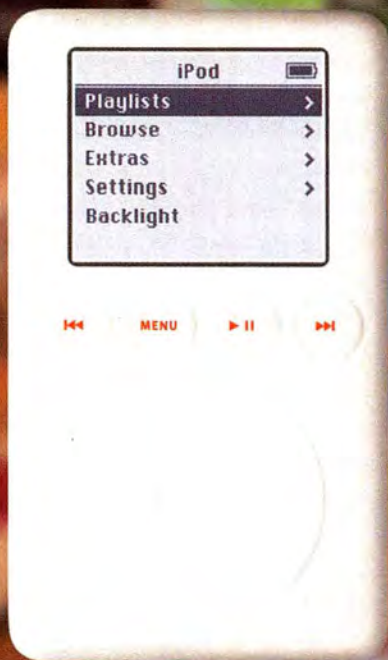 iPod
Playlists >
Browse >
Extras >
Settings >
Backlight
MENU